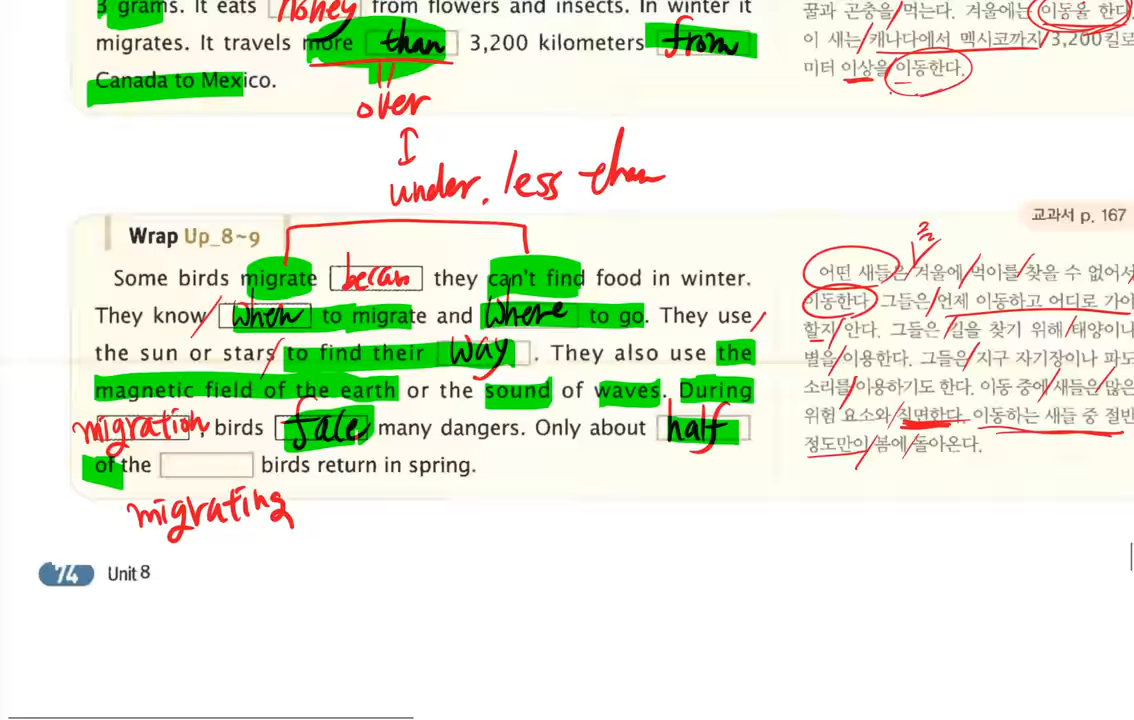 3 grams. It eats honey from flowers and insects. In winter it
migrates. It travels more than 3,200 kilometers from
Canada to Mexico.
over
under. less than
꿀과 곤충을 먹는다. 겨울에는 이동을 한다.
이 새는 캐나다에서 멕시코까지 3,200킬로
미터 이상을 이동한다.
교과서 p. 167
Wrap Up_8~9
Some birds migrate they can't find food in winter.
They know when to migrate and where to go. They use
the sun or stars to find their way. They also use the
magnetic field of the earth or the sound of waves. During
migration, birds face many dangers. Only about half
of the birds return in spring.
migrating
어떤 새들은 겨울에 먹이를 찾을 수 없어서
이동한다. 그들은 언제 이동하고 어디로 가야
할지 안다. 그들은 길을 찾기 위해 태양이나
별을 이용한다. 그들은 지구 자기장이나 파도
소리를 이용하기도 한다. 이동 중에 새들은 많은
위험 요소와 직면한다. 이동하는 새들 중 절반
정도만이 봄에 돌아온다.
74 Unit 8